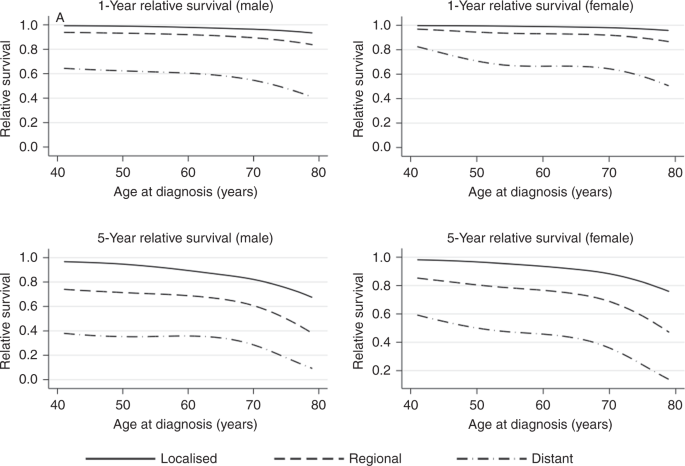 A
1-Year relative survival (male)
1.0
0.8
0.6
0.4
0.2
0.0
Relative survival
40 50 60 70 80
Age at diagnosis (years)
1-Year relative survival (female)
1.0
0.8
0.6
0.4
0.2
0.0
Relative survival
40 50 60 70 80
Age at diagnosis (years)
5-Year relative survival (male)
1.0
0.8
0.6
0.4
0.2
0.0
Relative survival
40 50 60 70 80
Age at diagnosis (years)
5-Year relative survival (female)
1.0
0.8
0.6
0.4
0.2
Relative survival
40 50 60 70 80
Age at diagnosis (years)
Localised Regional Distant